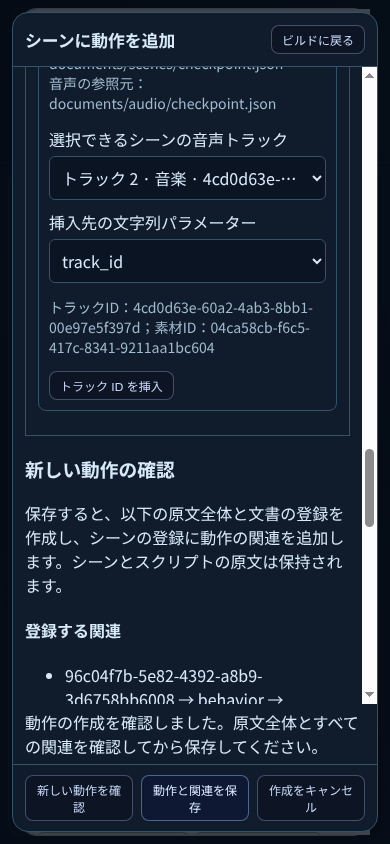 シーンに動作を追加
ビルドに戻る
documents/scenes/checkpoint.json
音声の参照元：
documents/audio/checkpoint.json
選択できるシーンの音声トラック
トラック 2 · 音楽 · 4cd0d63e-…
挿入先の文字列パラメーター
track_id
トラックID：4cd0d63e-60a2-4ab3-8bb1-
00e97e5f397d；素材ID：04ca58cb-f6c5-
417c-8341-9211aa1bc604
トラック ID を挿入
新しい動作の確認
保存すると、以下の原文全体と文書の登録を
作成し、シーンの登録に動作の関連を追加し
ます。シーンとスクリプトの原文は保持され
ます。
登録する関連
• 96c04f7b-5e82-4392-a8b9-
3d6758bb6008 → behavior →
動作の作成を確認しました。原文全体とすべて
の関連を確認してから保存してください。
新しい動作を確
認
動作と関連を保
存
作成をキャンセ
ル